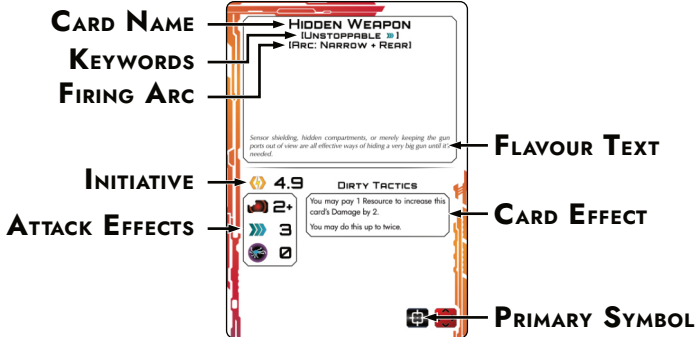 Card Name
Hidden Weapon
Keywords
[Unstoppable »]
Firing Arc
[Arc: Narrow + Rear]
Sensor shielding, hidden compartments, or merely keeping the gun
ports out of view are all effective ways of hiding a very big gun until it's
needed.
Flavour Text
Initiative
4.9
Dirty Tactics
Attack Effects
2+
3
0
You may pay 1 Resource to increase this
card's Damage by 2.
You may do this up to twice.
Card Effect
Primary Symbol